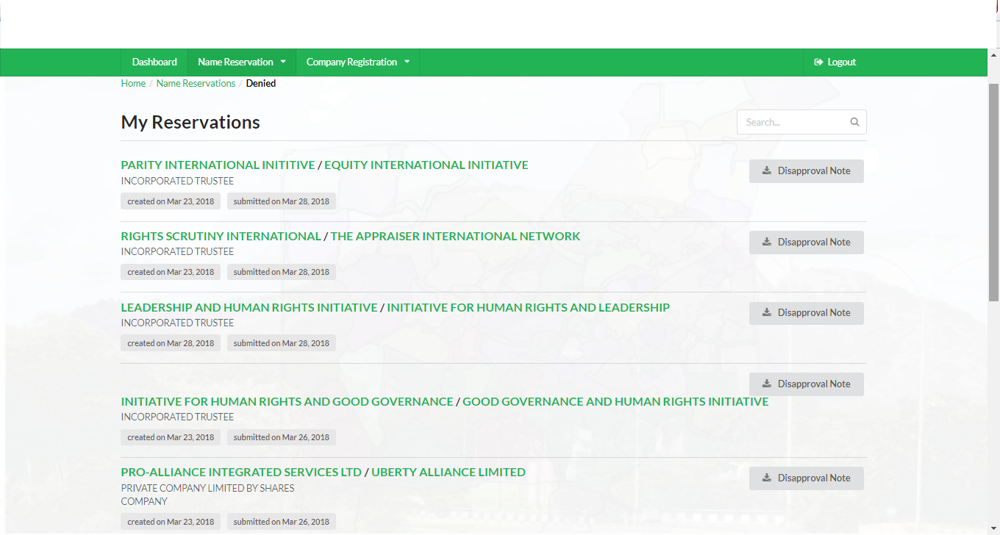 Dashboard Name Reservation Company Registration Logout
Home / Name Reservations / Denied
My Reservations
Search...
PARITY INTERNATIONAL INITITIVE / EQUITY INTERNATIONAL INITIATIVE
Disapproval Note
INCORPORATED TRUSTEE
created on Mar 23, 2018 submitted on Mar 28, 2018
RIGHTS SCRUTINY INTERNATIONAL / THE APPRAISER INTERNATIONAL NETWORK
Disapproval Note
INCORPORATED TRUSTEE
created on Mar 23, 2018 submitted on Mar 28, 2018
LEADERSHIP AND HUMAN RIGHTS INITIATIVE / INITIATIVE FOR HUMAN RIGHTS AND LEADERSHIP
Disapproval Note
INCORPORATED TRUSTEE
created on Mar 28, 2018 submitted on Mar 28, 2018
Disapproval Note
INITIATIVE FOR HUMAN RIGHTS AND GOOD GOVERNANCE / GOOD GOVERNANCE AND HUMAN RIGHTS INITIATIVE
INCORPORATED TRUSTEE
created on Mar 23, 2018 submitted on Mar 26, 2018
PRO-ALLIANCE INTEGRATED SERVICES LTD / UBERTY ALLIANCE LIMITED
Disapproval Note
PRIVATE COMPANY LIMITED BY SHARES
COMPANY
created on Mar 23, 2018 submitted on Mar 26, 2018